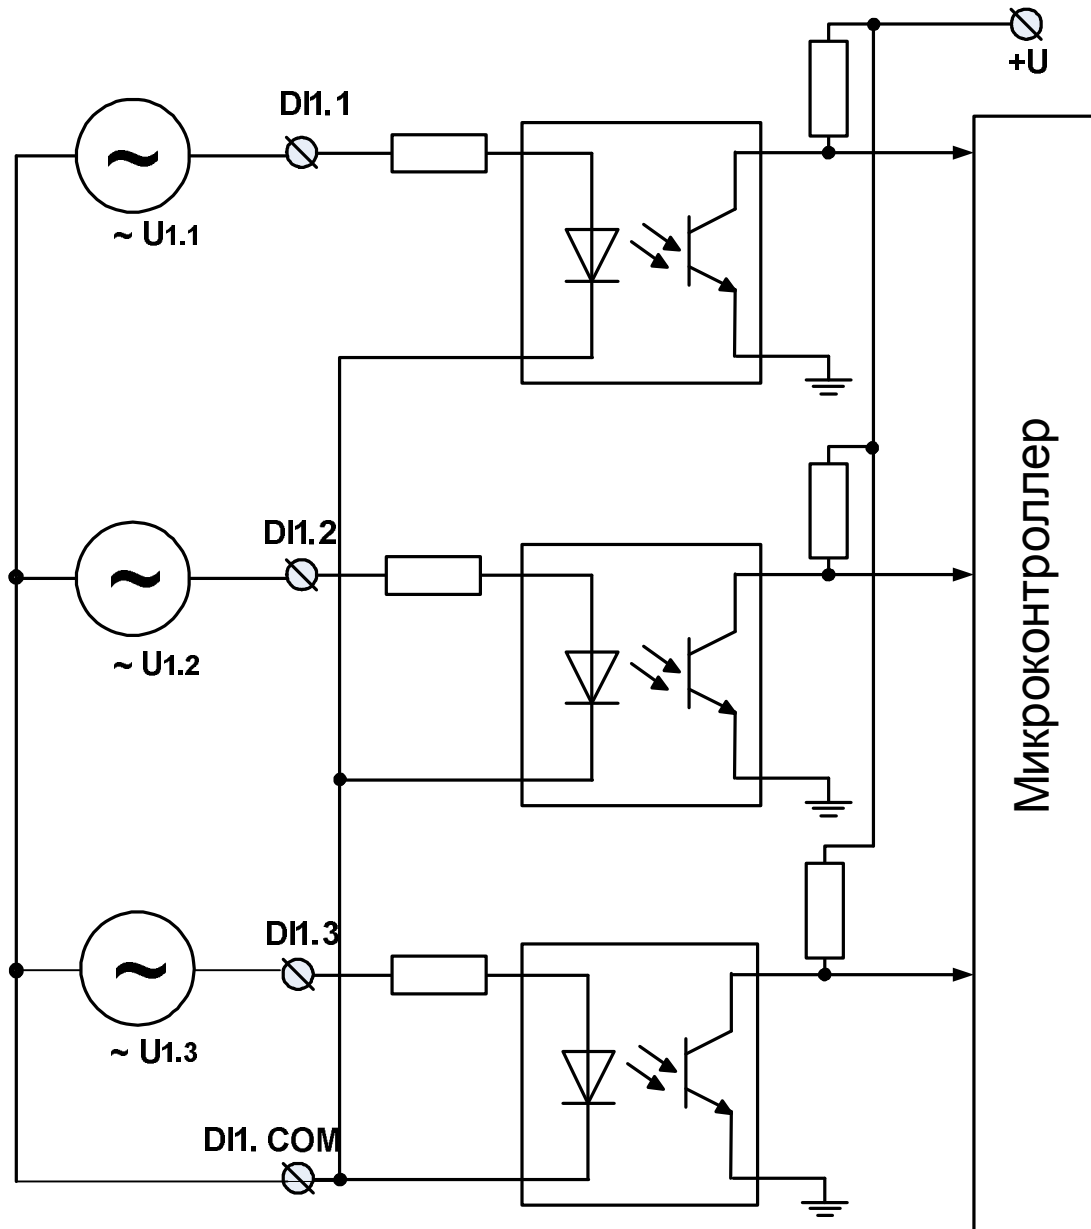 +U
DI1.1
~ U1.1
DI1.2
~ U1.2
Микроконтроллер
DI1.3
~ U1.3
DI1. COM